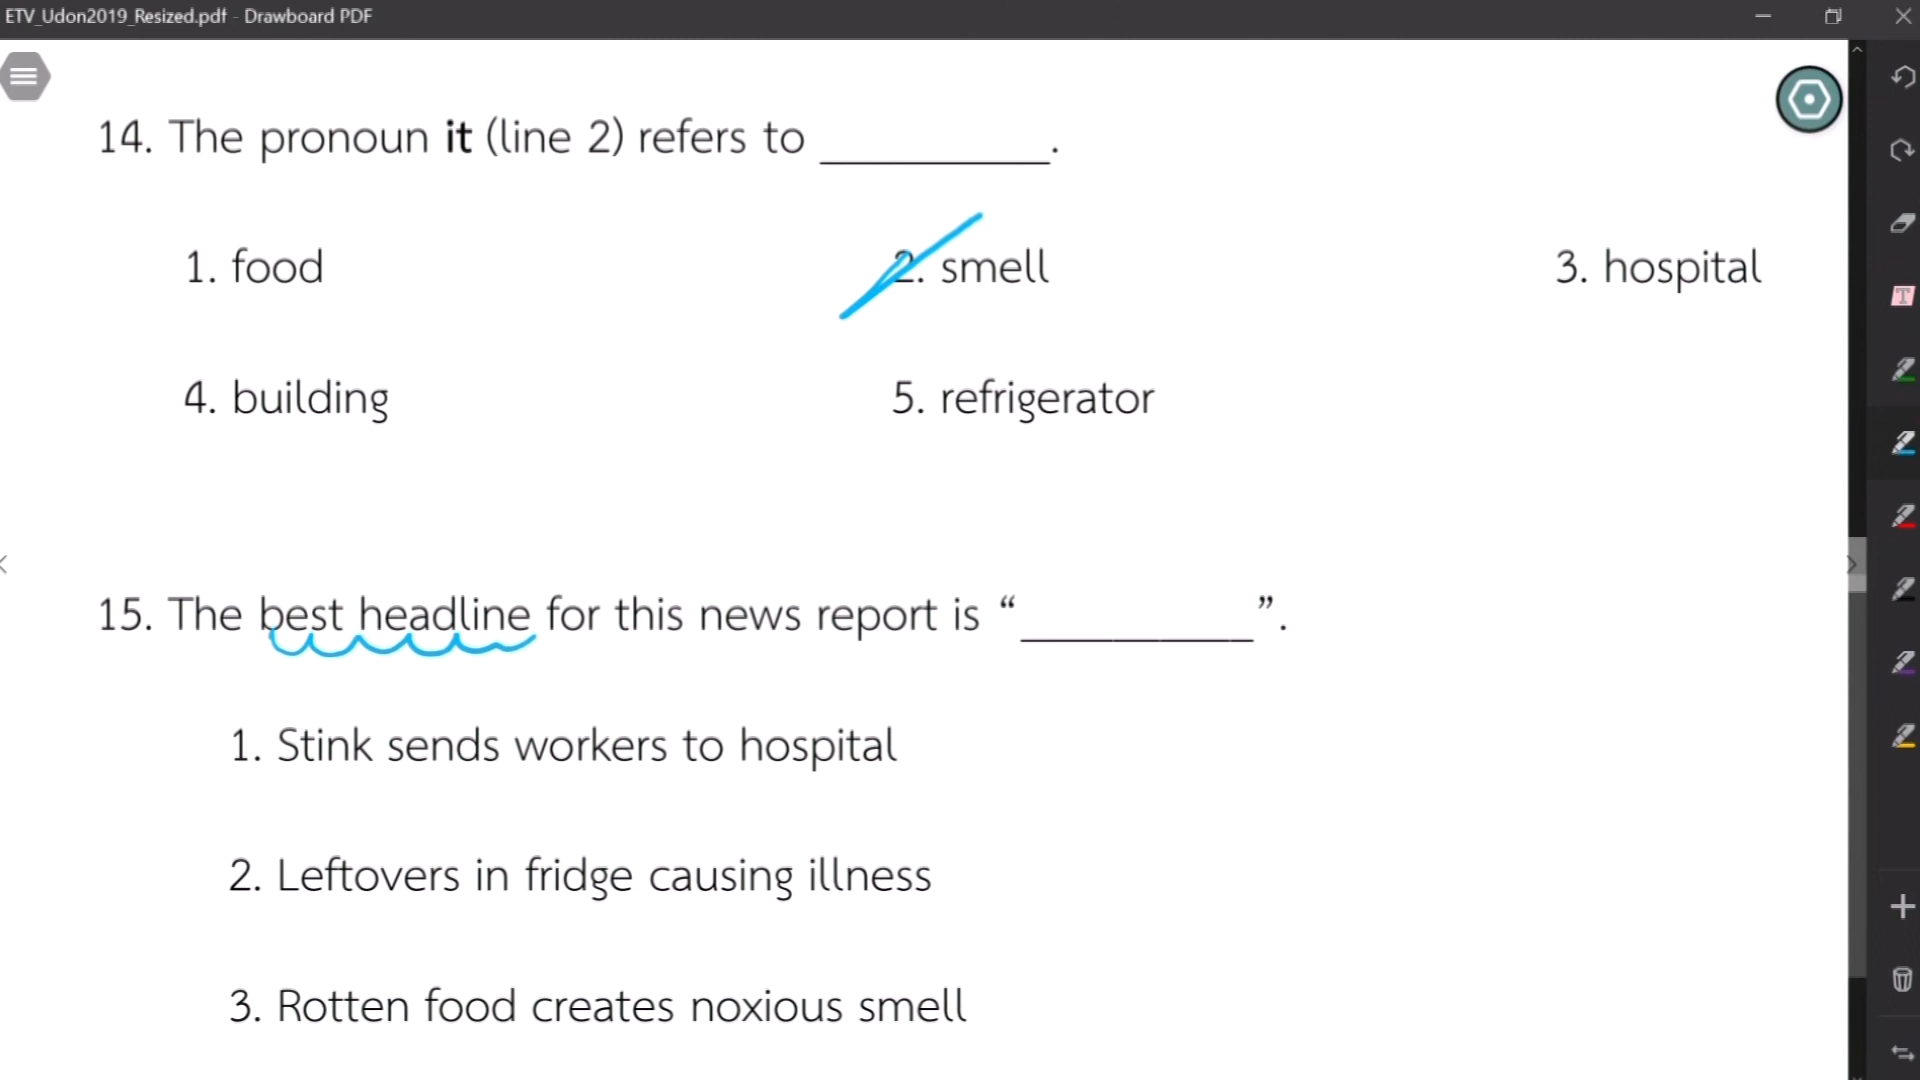 ETV_Udon2019_Resized.pdf - Drawboard PDF
14. The pronoun it (line 2) refers to __________.
1. food 2. smell 3. hospital
4. building 5. refrigerator
15. The best headline for this news report is “__________”.
1. Stink sends workers to hospital
2. Leftovers in fridge causing illness
3. Rotten food creates noxious smell